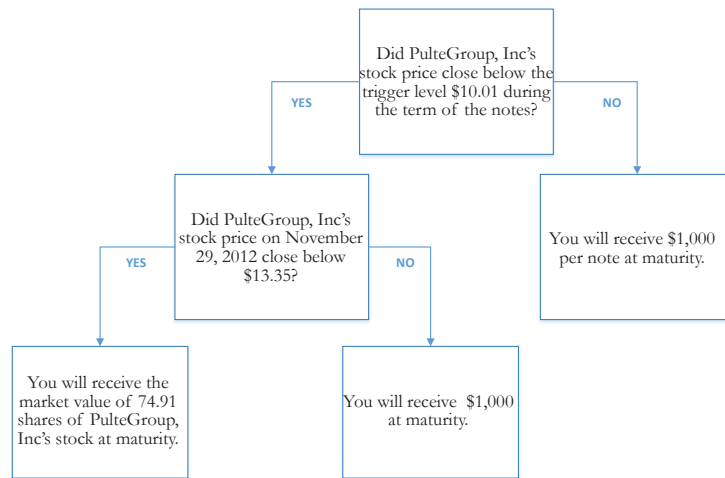 Did PulteGroup, Inc's
stock price close below the
trigger level $10.01 during
the term of the notes?
YES
NO
Did PulteGroup, Inc's
stock price on November
29, 2012 close below
$13.35?
You will receive $1,000
per note at maturity.
YES
NO
You will receive the
market value of 74.91
shares of PulteGroup,
Inc's stock at maturity.
You will receive $1,000
at maturity.